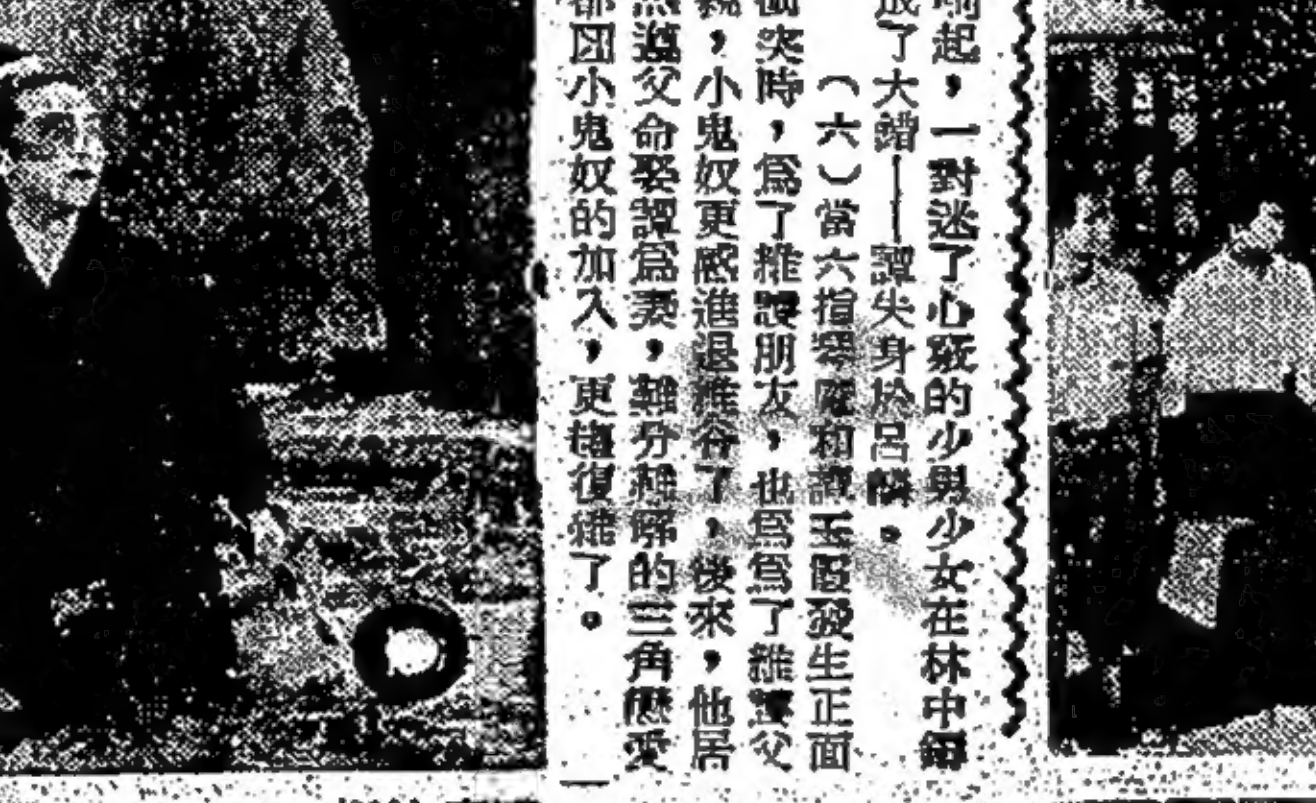 起，一對迷了心竅的少男少女在林中鑄
成了大錯——譚失身於呂麟。
（六）當六指琴魔和譚玉殷發生正面
衝突時，爲了維護朋友，也爲爲了維護父
親，小鬼奴更感進退維谷了，後來，他居
然遵父命娶譚爲妻，難分難解的三角戀愛
都因小鬼奴的加入，更複雜了。